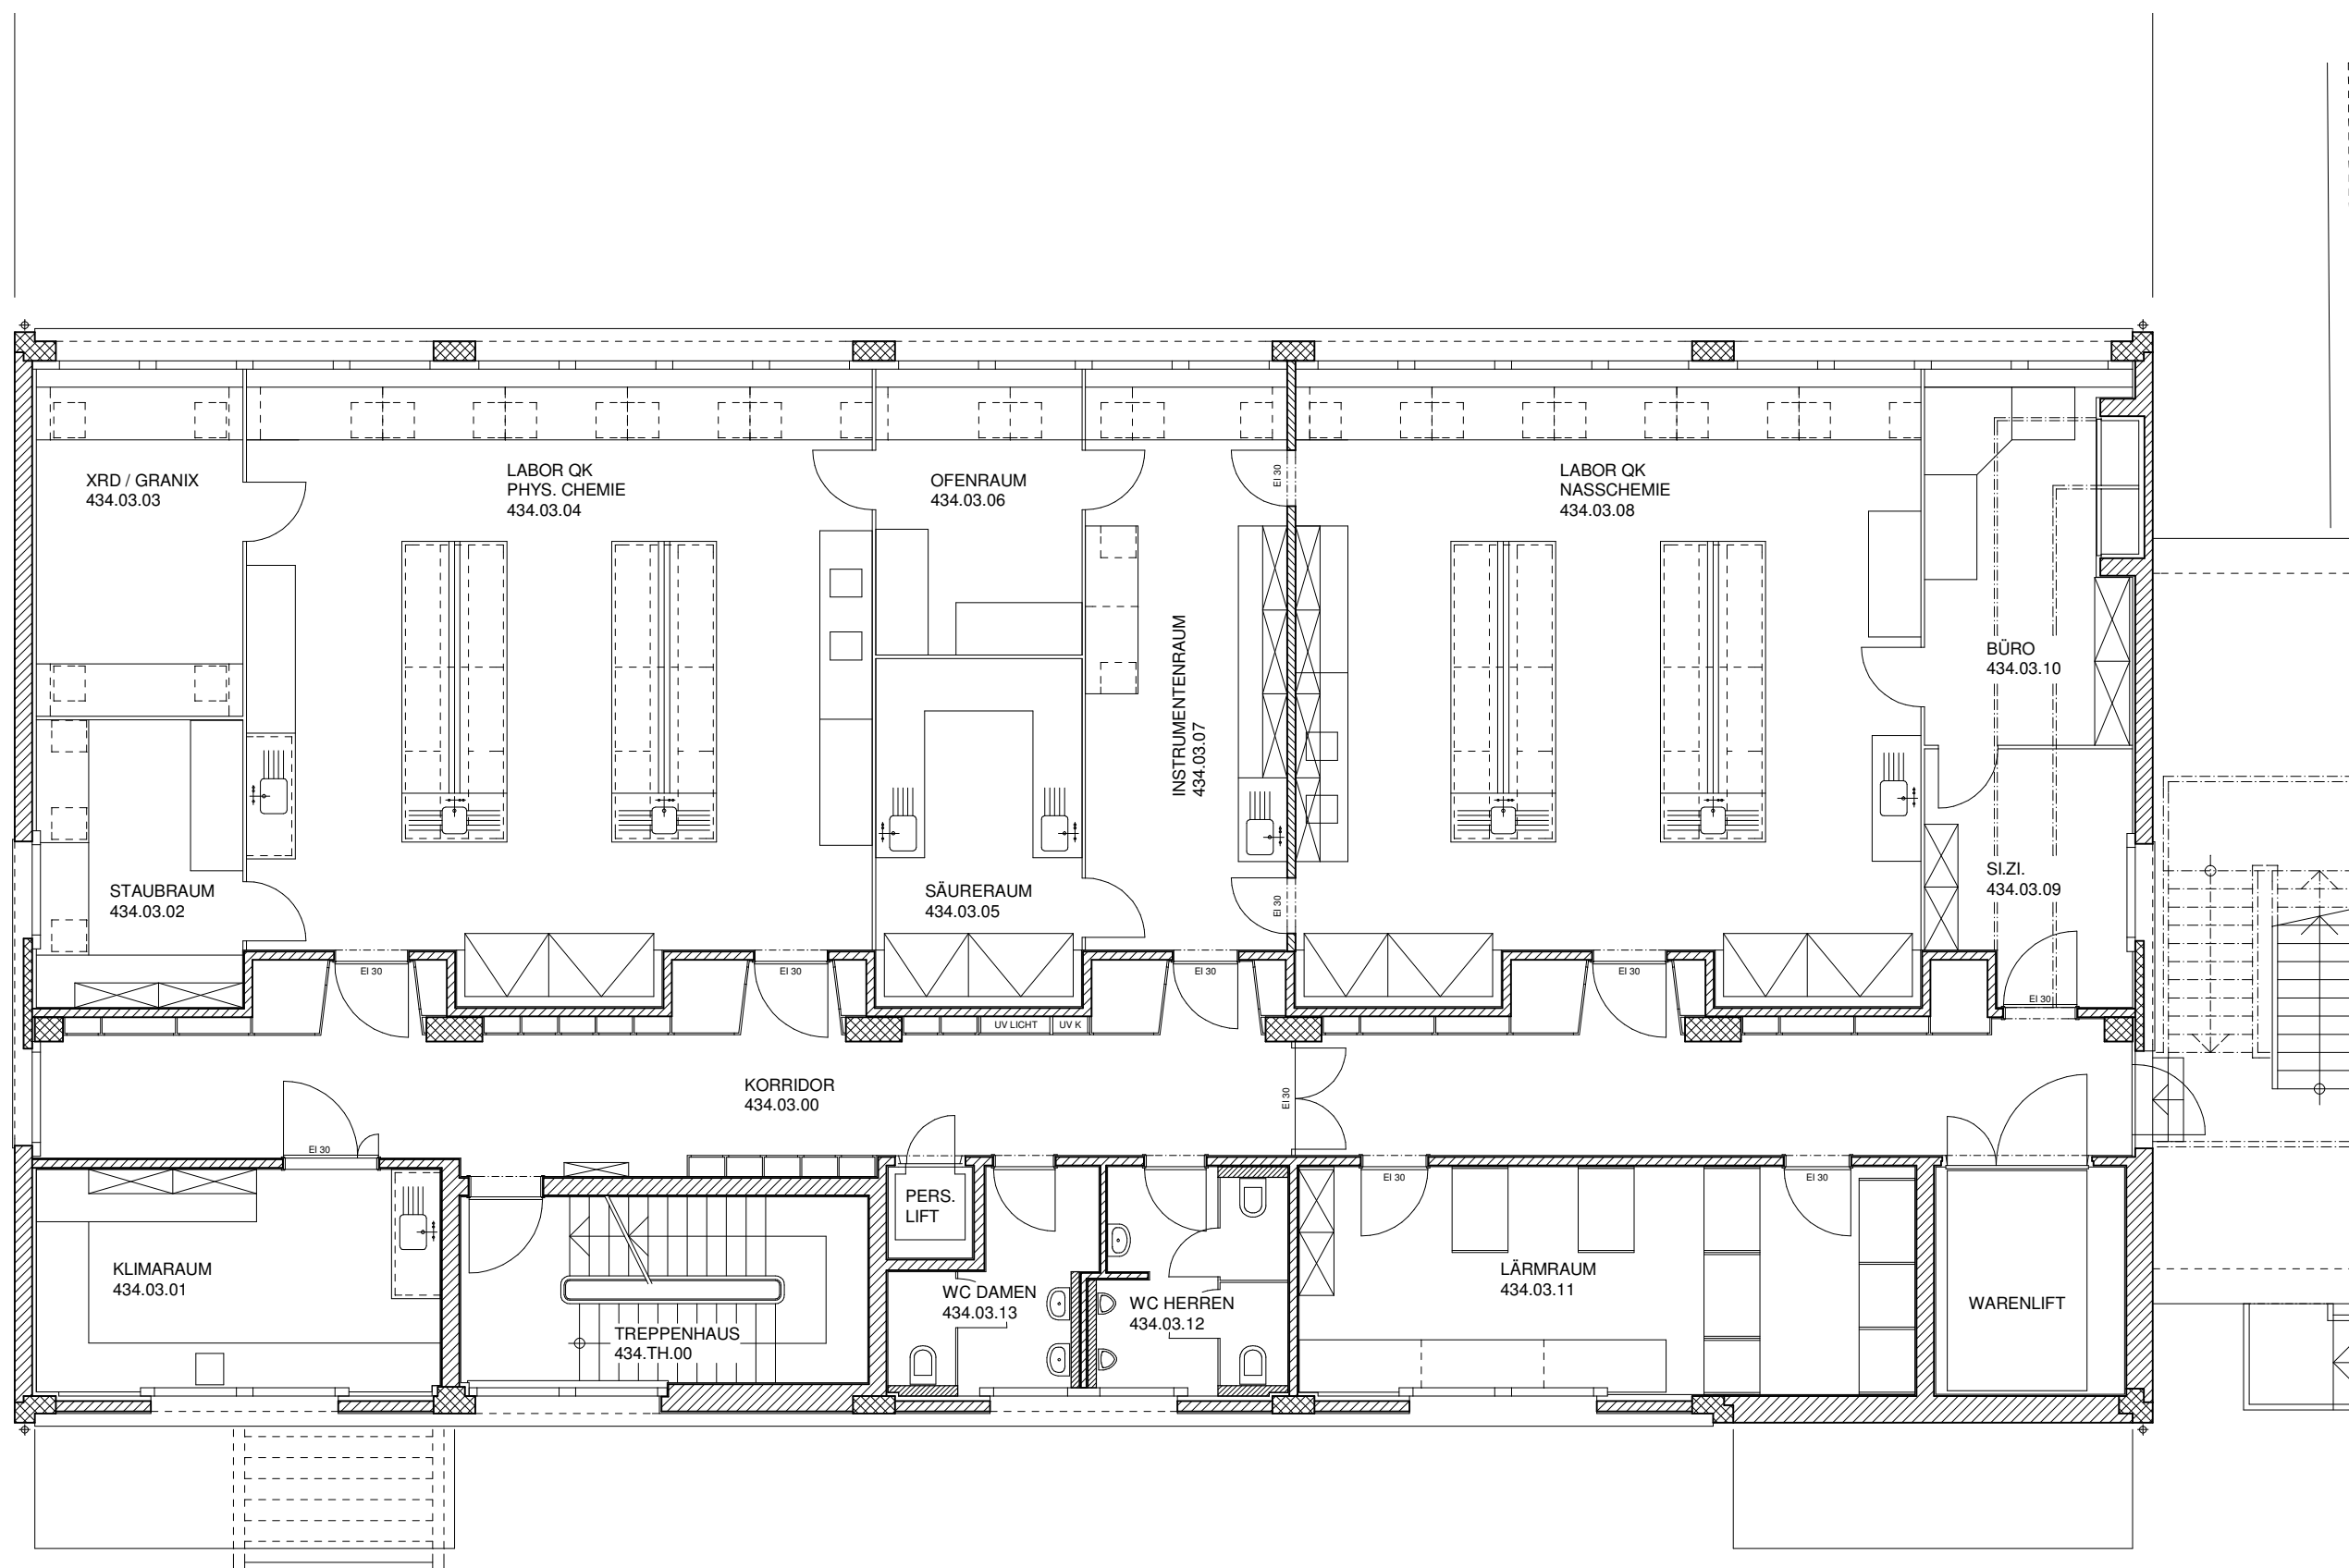 XRD / GRANIX
434.03.03
LABOR QK
PHYS. CHEMIE
434.03.04
OFENRAUM
434.03.06
EI 30
LABOR QK
NASSCHEMIE
434.03.08
INSTRUMENTENRAUM
434.03.07
BÜRO
434.03.10
STAUBRAUM
434.03.02
SÄURERAUM
434.03.05
EI 30
SI.ZI.
434.03.09
EI 30
EI 30
EI 30
EI 30
EI 30
UV LICHT
UV K
KORRIDOR
434.03.00
EI 30
EI 30
EI 30
EI 30
PERS.
LIFT
KLIMARAUM
434.03.01
TREPPENHAUS
434.TH.00
WC DAMEN
434.03.13
WC HERREN
434.03.12
LÄRMRAUM
434.03.11
WARENLIFT